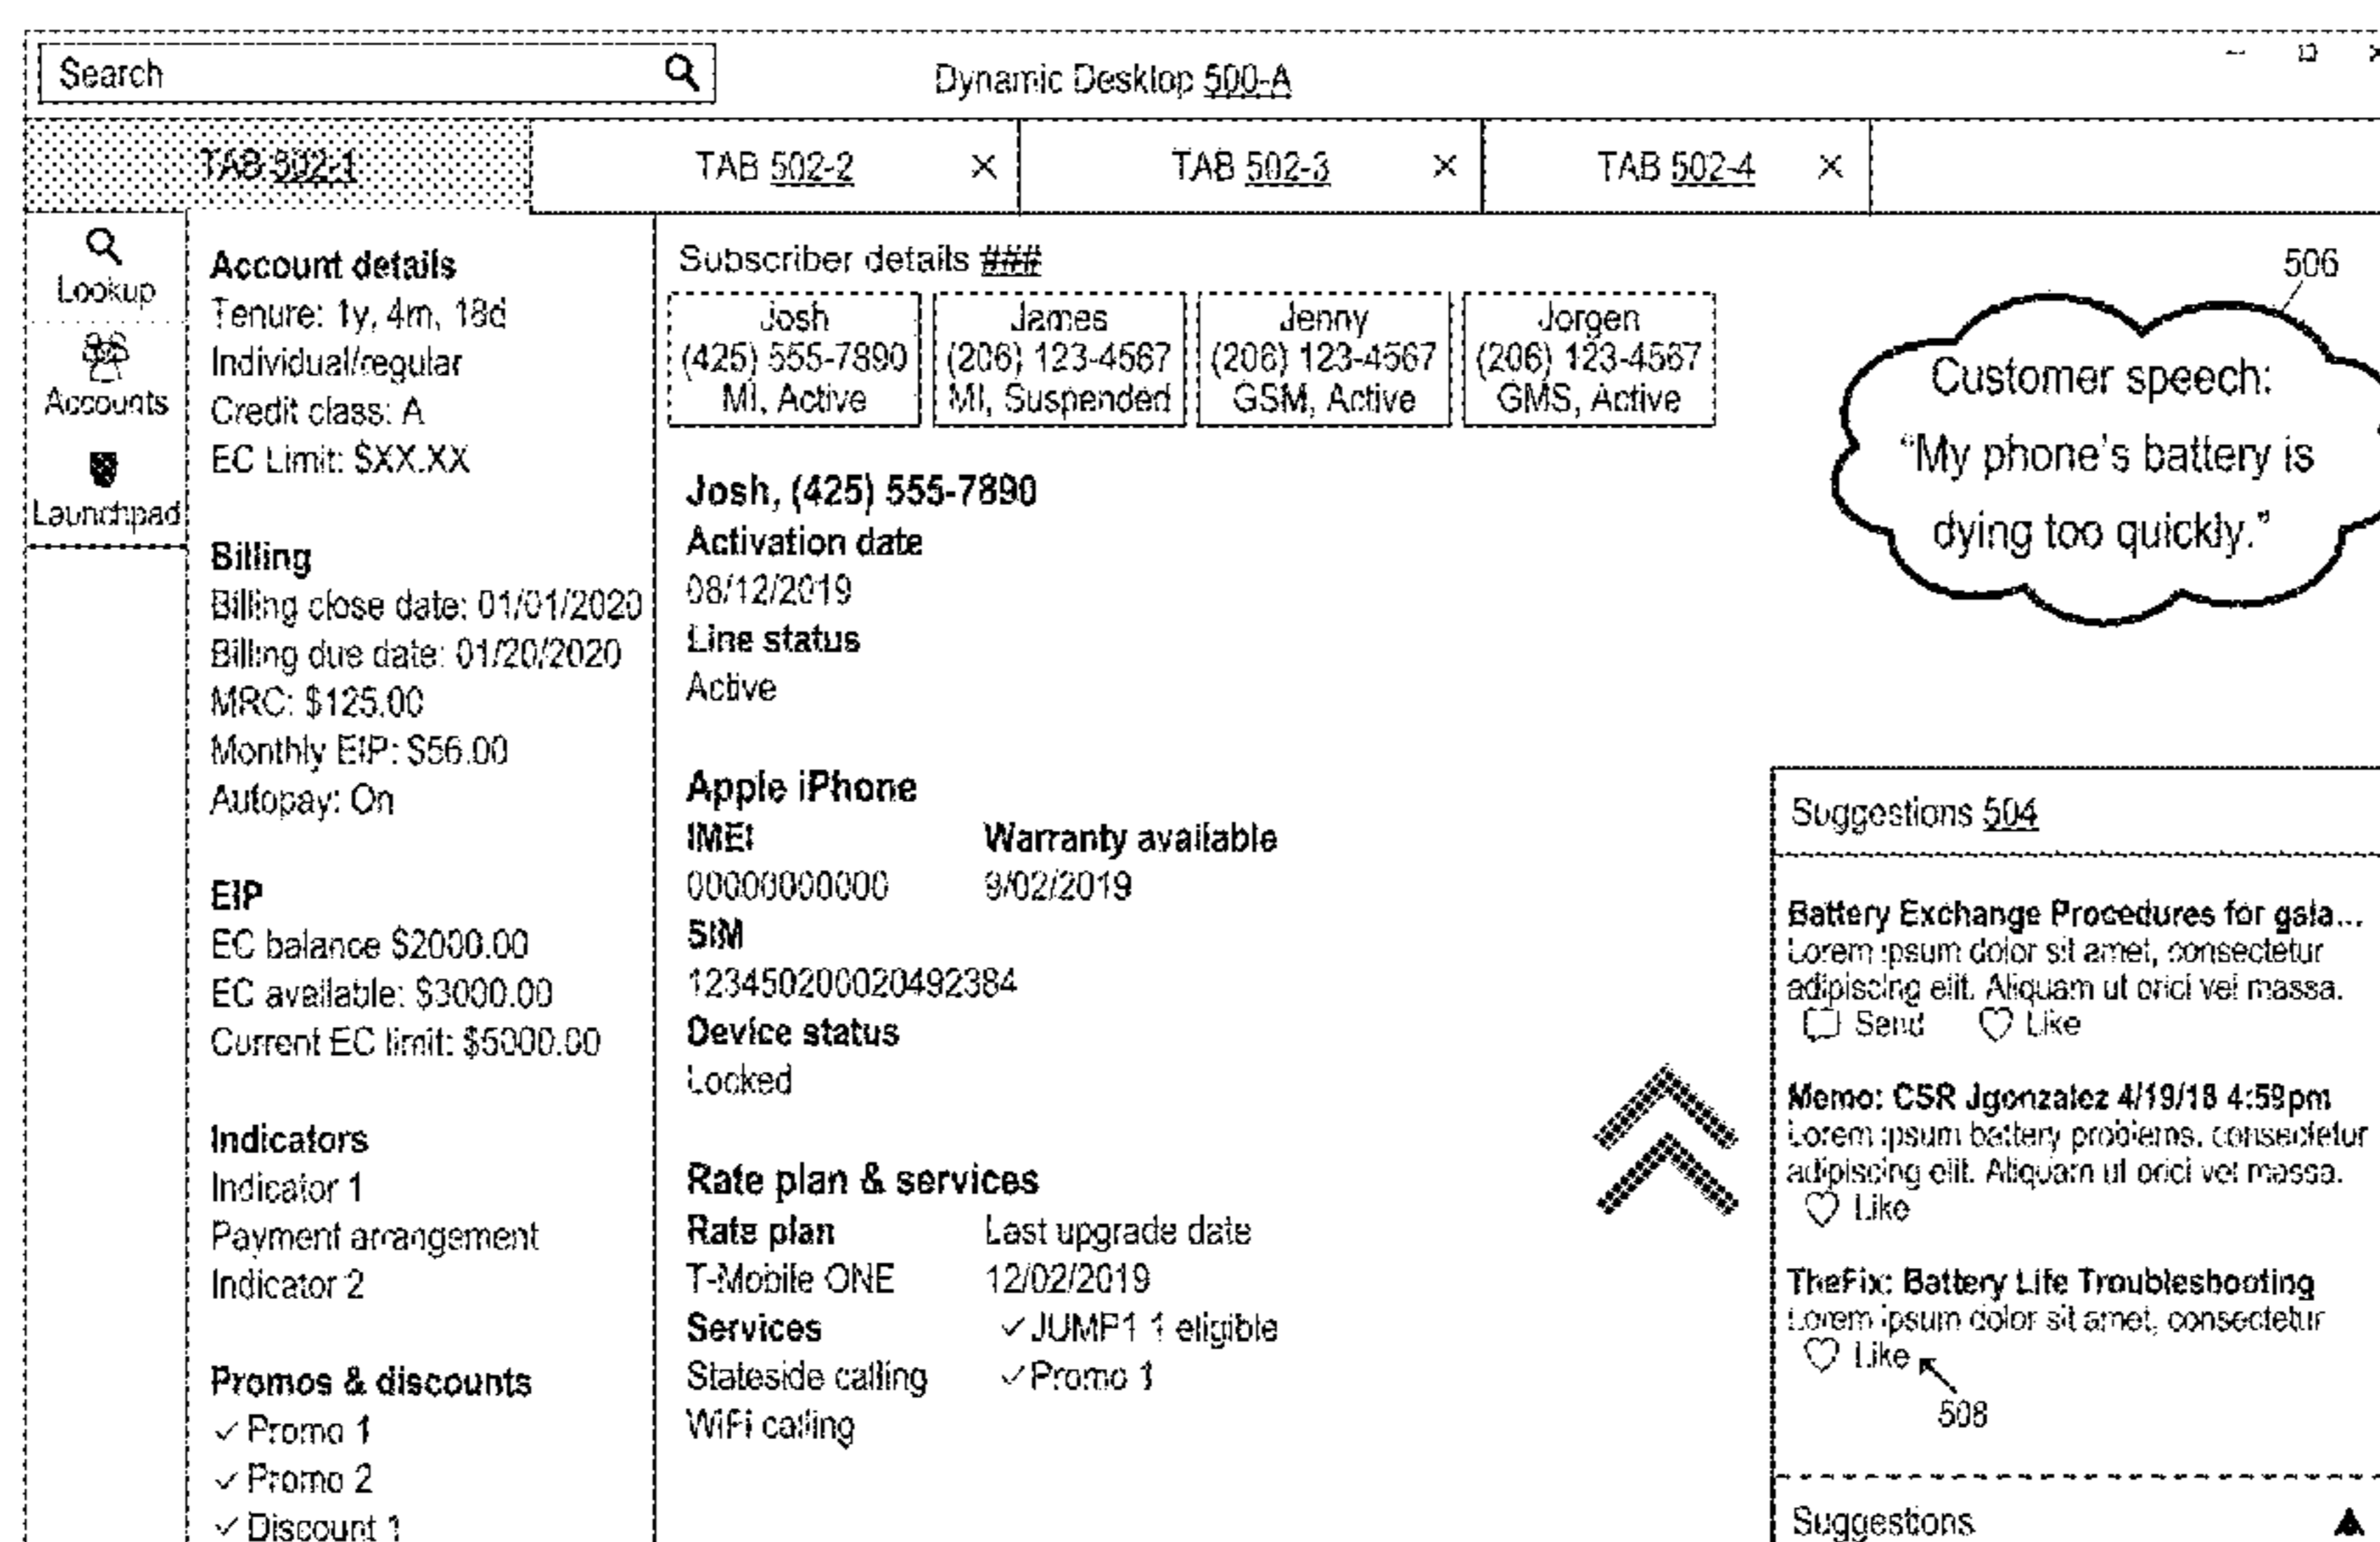 Search
Dynamic Desktop 500-A
TAB 502-1
TAB 502-2 ×
TAB 502-3 ×
TAB 502-4 ×
Lookup
Accounts
Launchpad
Account details
Tenure: 1y, 4m, 18d
Individual/regular
Credit class: A
EC Limit: $XX.XX
Billing
Billing close date: 01/01/2020
Billing due date: 01/20/2020
MRC: $125.00
Monthly EIP: $56.00
Autopay: On
EIP
EC balance $2000.00
EC available: $3000.00
Current EC limit: $5000.00
Indicators
Indicator 1
Payment arrangement
Indicator 2
Promos & discounts
✓ Promo 1
✓ Promo 2
✓ Discount 1
Subscriber details ###
Josh
(425) 555-7890
MI, Active
James
(206) 123-4567
MI, Suspended
Jenny
(206) 123-4567
GSM, Active
Jorgen
(206) 123-4567
GMS, Active
Josh, (425) 555-7890
Activation date
08/12/2019
Line status
Active
Apple iPhone
IMEI Warranty available
00000000000 9/02/2019
SIM
123450200020492384
Device status
Locked
Rate plan & services
Rate plan Last upgrade date
T-Mobile ONE 12/02/2019
Services ✓ JUMP1 1 eligible
Stateside calling ✓ Promo 1
WiFi calling
506
Customer speech:
“My phone’s battery is
dying too quickly.”
Suggestions 504
Battery Exchange Procedures for gala...
Lorem ipsum dolor sit amet, consectetur
adipiscing elit. Aliquam ut orici vel massa.
Send Like
Memo: CSR Jgonzalez 4/19/18 4:59pm
Lorem ipsum battery problems, consectetur
adipiscing elit. Aliquam ut orici vel massa.
Like
TheFix: Battery Life Troubleshooting
Lorem ipsum dolor sit amet, consectetur
Like
508
Suggestions